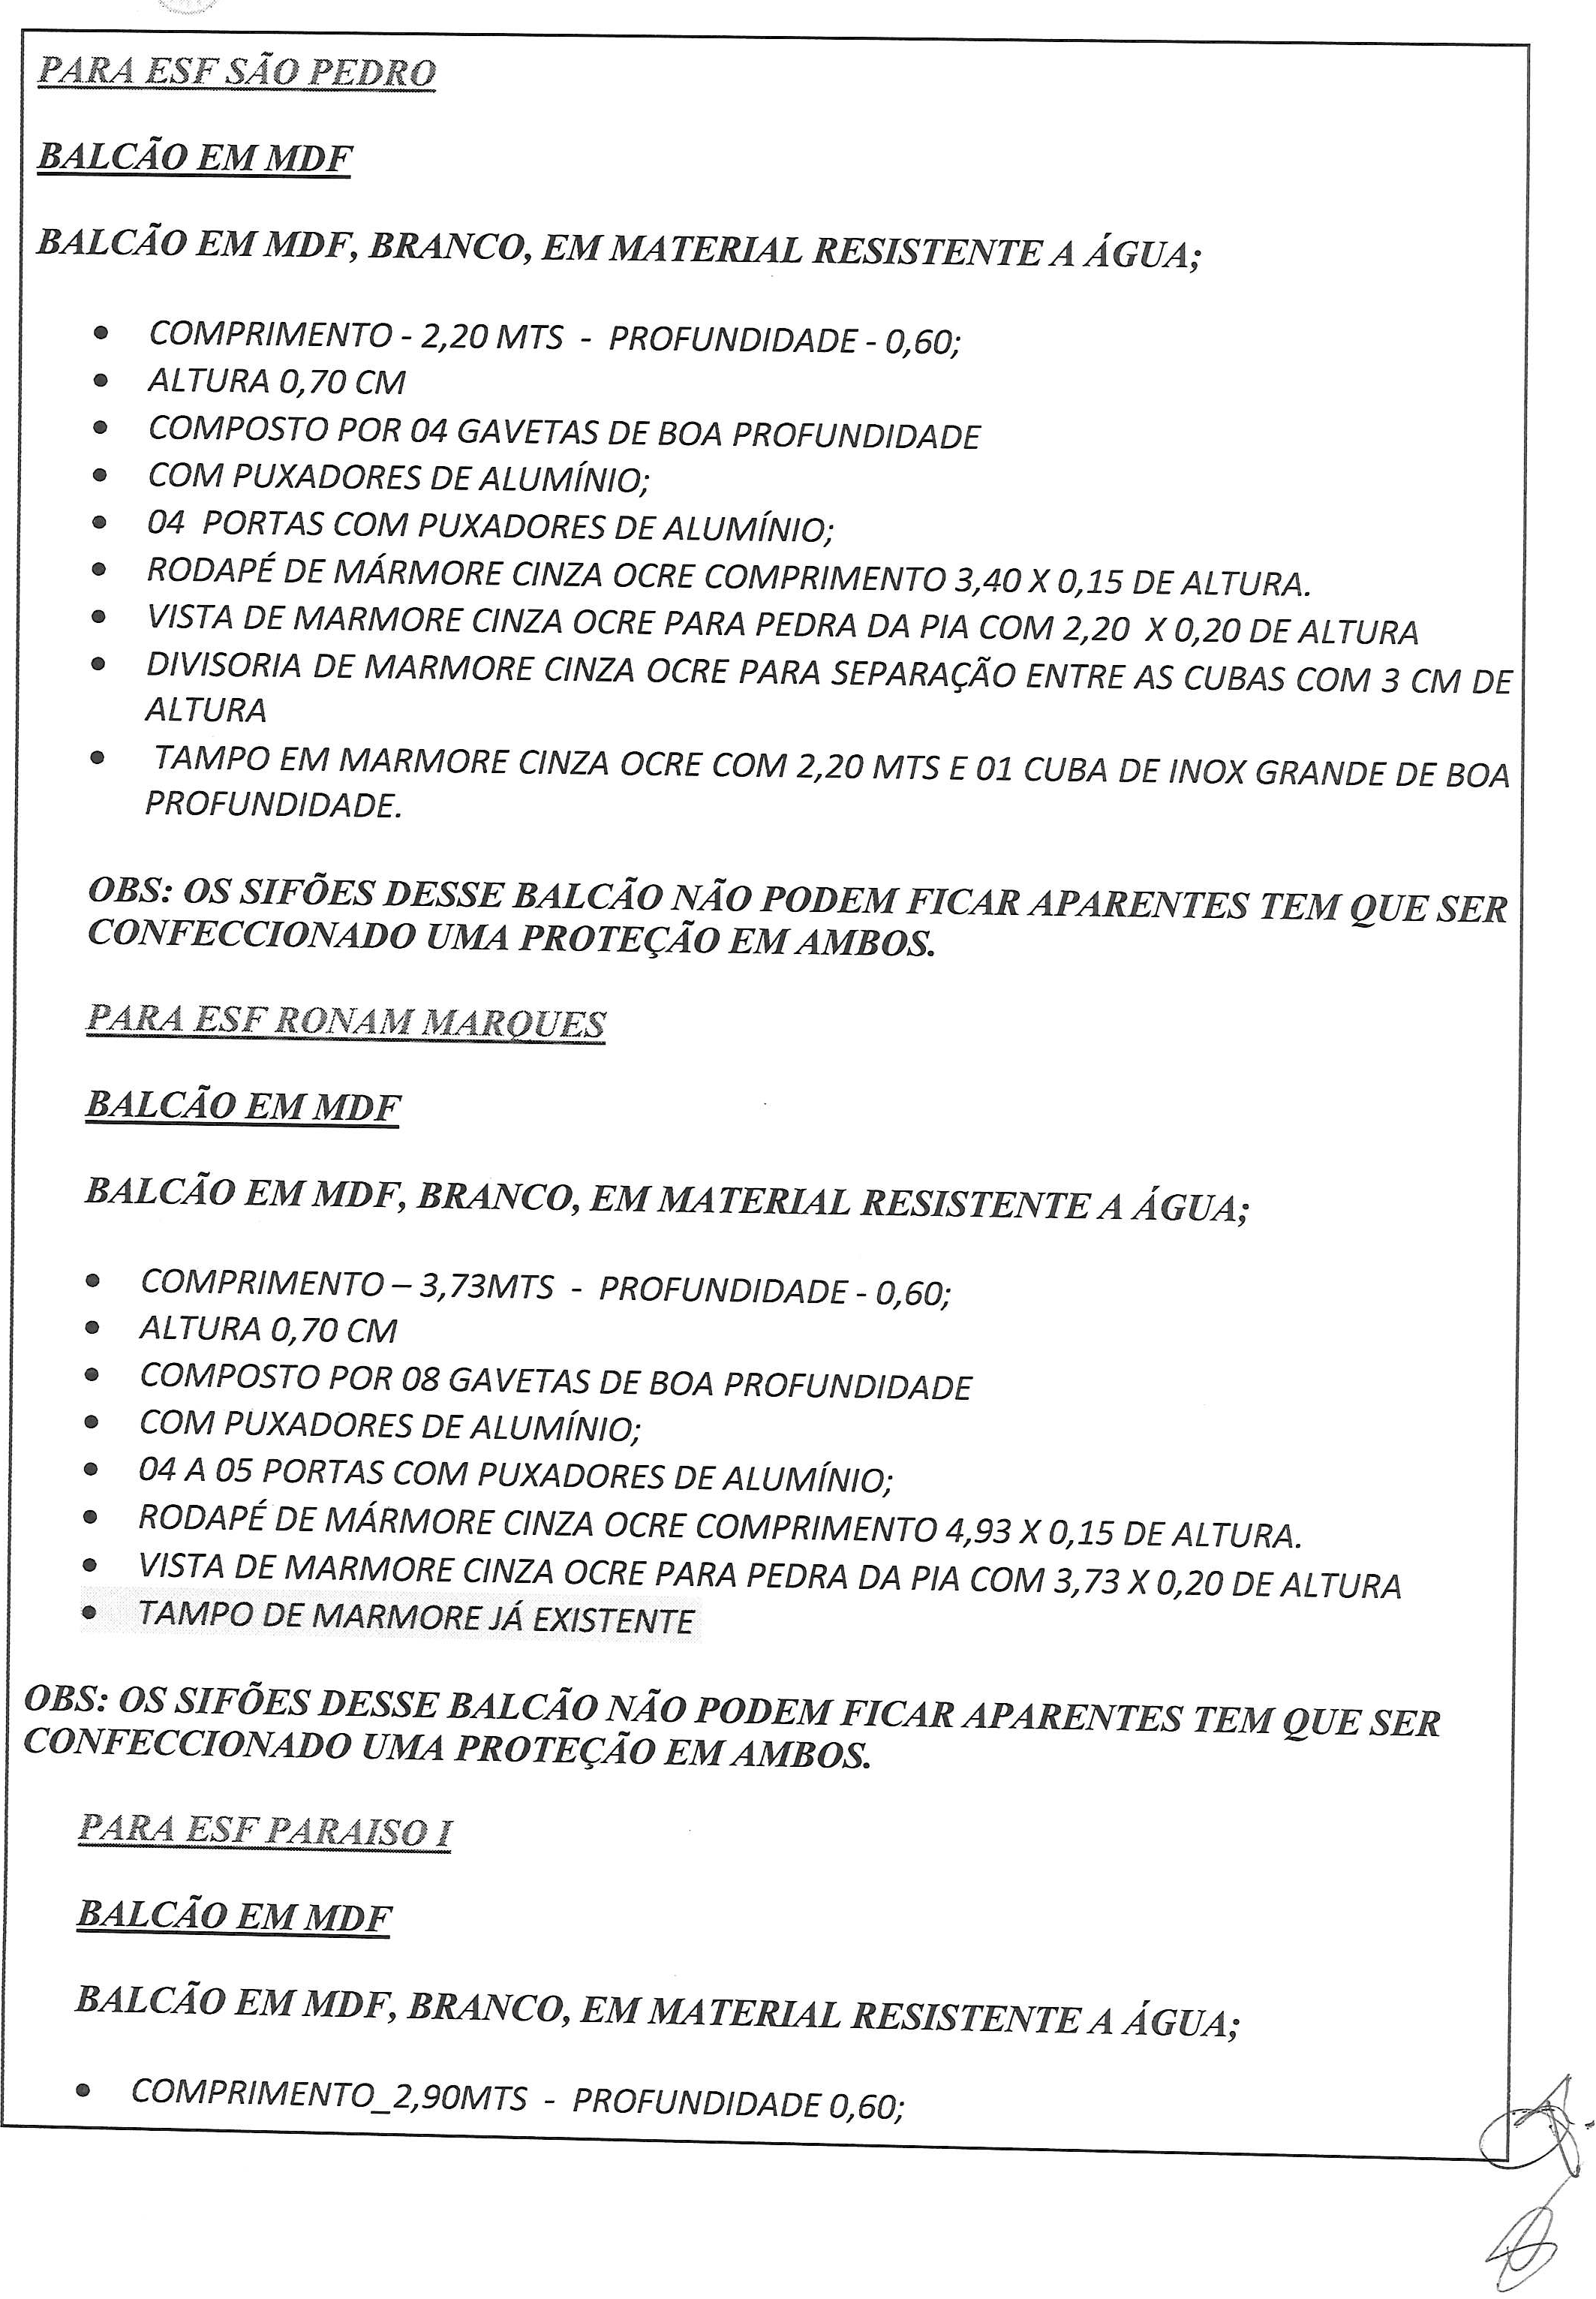 PARA ESF SÃO PEDRO
BALCÃO EM MDF
BALCÃO EM MDF, BRANCO, EM MATERIAL RESISTENTE A ÁGUA;
• COMPRIMENTO - 2,20 MTS - PROFUNDIDADE - 0,60;
• ALTURA 0,70 CM
• COMPOSTO POR 04 GAVETAS DE BOA PROFUNDIDADE
• COM PUXADORES DE ALUMÍNIO;
• 04 PORTAS COM PUXADORES DE ALUMÍNIO;
• RODAPÉ DE MÁRMORE CINZA OCRE COMPRIMENTO 3,40 X 0,15 DE ALTURA.
• VISTA DE MARMORE CINZA OCRE PARA PEDRA DA PIA COM 2,20 X 0,20 DE ALTURA
• DIVISORIA DE MARMORE CINZA OCRE PARA SEPARAÇÃO ENTRE AS CUBAS COM 3 CM DE
ALTURA
• TAMPO EM MARMORE CINZA OCRE COM 2,20 MTS E 01 CUBA DE INOX GRANDE DE BOA
PROFUNDIDADE.
OBS: OS SIFÕES DESSE BALCÃO NÃO PODEM FICAR APARENTES TEM QUE SER
CONFECCIONADO UMA PROTEÇÃO EM AMBOS.
PARA ESF RONAM MARQUES
BALCÃO EM MDF
BALCÃO EM MDF, BRANCO, EM MATERIAL RESISTENTE A ÁGUA;
• COMPRIMENTO – 3,73MTS - PROFUNDIDADE - 0,60;
• ALTURA 0,70 CM
• COMPOSTO POR 08 GAVETAS DE BOA PROFUNDIDADE
• COM PUXADORES DE ALUMÍNIO;
• 04 A 05 PORTAS COM PUXADORES DE ALUMÍNIO;
• RODAPÉ DE MÁRMORE CINZA OCRE COMPRIMENTO 4,93 X 0,15 DE ALTURA.
• VISTA DE MARMORE CINZA OCRE PARA PEDRA DA PIA COM 3,73 X 0,20 DE ALTURA
• TAMPO DE MARMORE JÁ EXISTENTE
OBS: OS SIFÕES DESSE BALCÃO NÃO PODEM FICAR APARENTES TEM QUE SER
CONFECCIONADO UMA PROTEÇÃO EM AMBOS.
PARA ESF PARAISO I
BALCÃO EM MDF
BALCÃO EM MDF, BRANCO, EM MATERIAL RESISTENTE A ÁGUA;
• COMPRIMENTO_2,90MTS - PROFUNDIDADE 0,60;